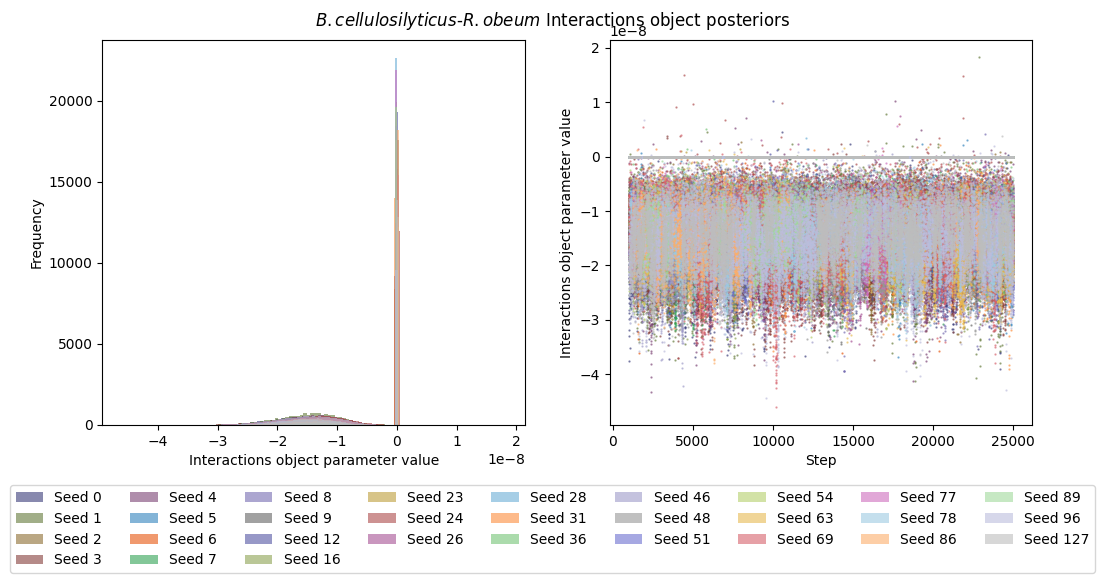 B.cellulosilyticus-R.obeum Interactions object posteriors
Frequency
20000
15000
10000
5000
0
−4
−3
−2
−1
0
1
2
1e−8
Interactions object parameter value
1e−8
Interactions object parameter value
2
1
0
−1
−2
−3
−4
0
5000
10000
15000
20000
25000
Step
Seed 0
Seed 1
Seed 2
Seed 3
Seed 4
Seed 5
Seed 6
Seed 7
Seed 8
Seed 9
Seed 12
Seed 16
Seed 23
Seed 24
Seed 26
Seed 28
Seed 31
Seed 36
Seed 46
Seed 48
Seed 51
Seed 54
Seed 63
Seed 69
Seed 77
Seed 78
Seed 86
Seed 89
Seed 96
Seed 127